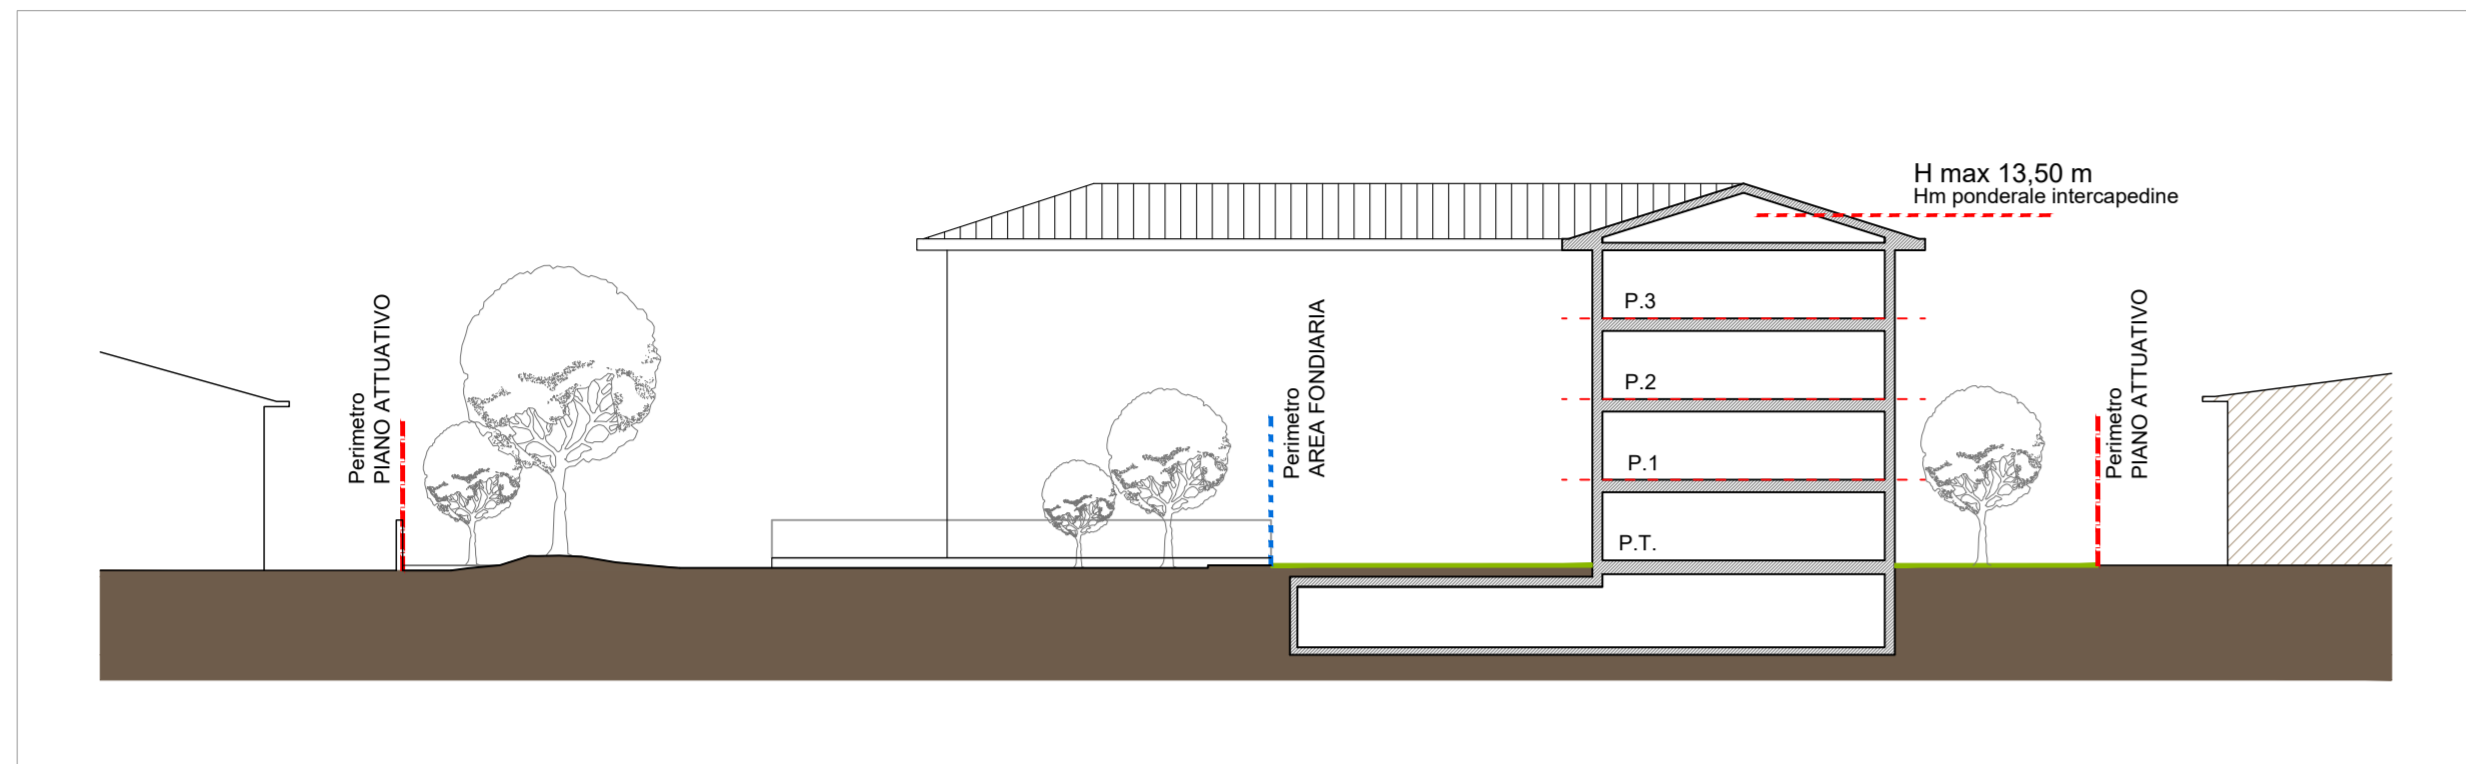 H max 13,50 m
Hm ponderale intercapedine
Perimetro
PIANO ATTUATIVO
Perimetro
AREA FONDIARIA
P.3
P.2
P.1
P.T.
Perimetro
PIANO ATTUATIVO